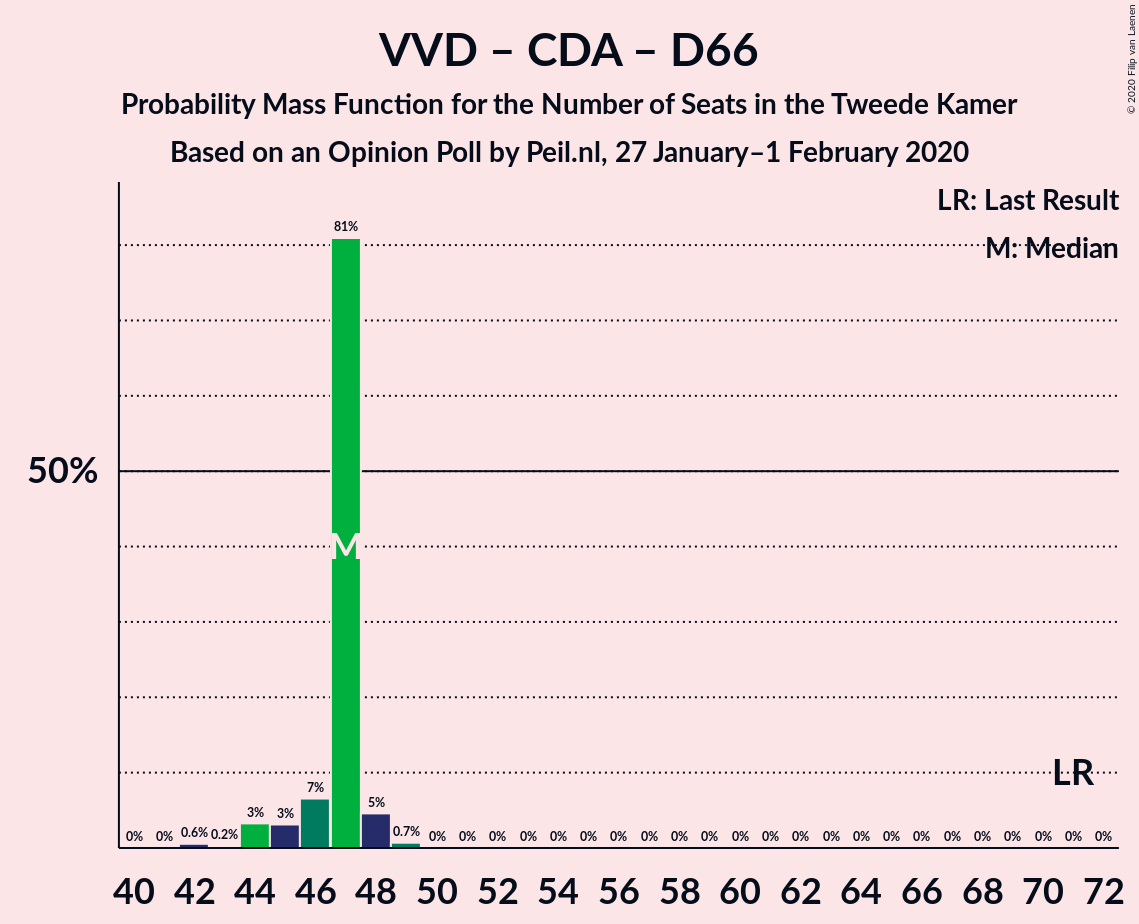 VVD – CDA – D66
Probability Mass Function for the Number of Seats in the Tweede Kamer
Based on an Opinion Poll by Peil.nl, 27 January–1 February 2020
© 2020 Filip van Laenen
LR: Last Result
M: Median
81%
50%
M
LR
7%
5%
3%
3%
0% 0% 0.6% 0.2% 0.7% 0% 0% 0% 0% 0% 0% 0% 0% 0% 0% 0% 0% 0% 0% 0% 0% 0% 0% 0% 0% 0% 0% 0%
40 42 44 46 48 50 52 54 56 58 60 62 64 66 68 70 72